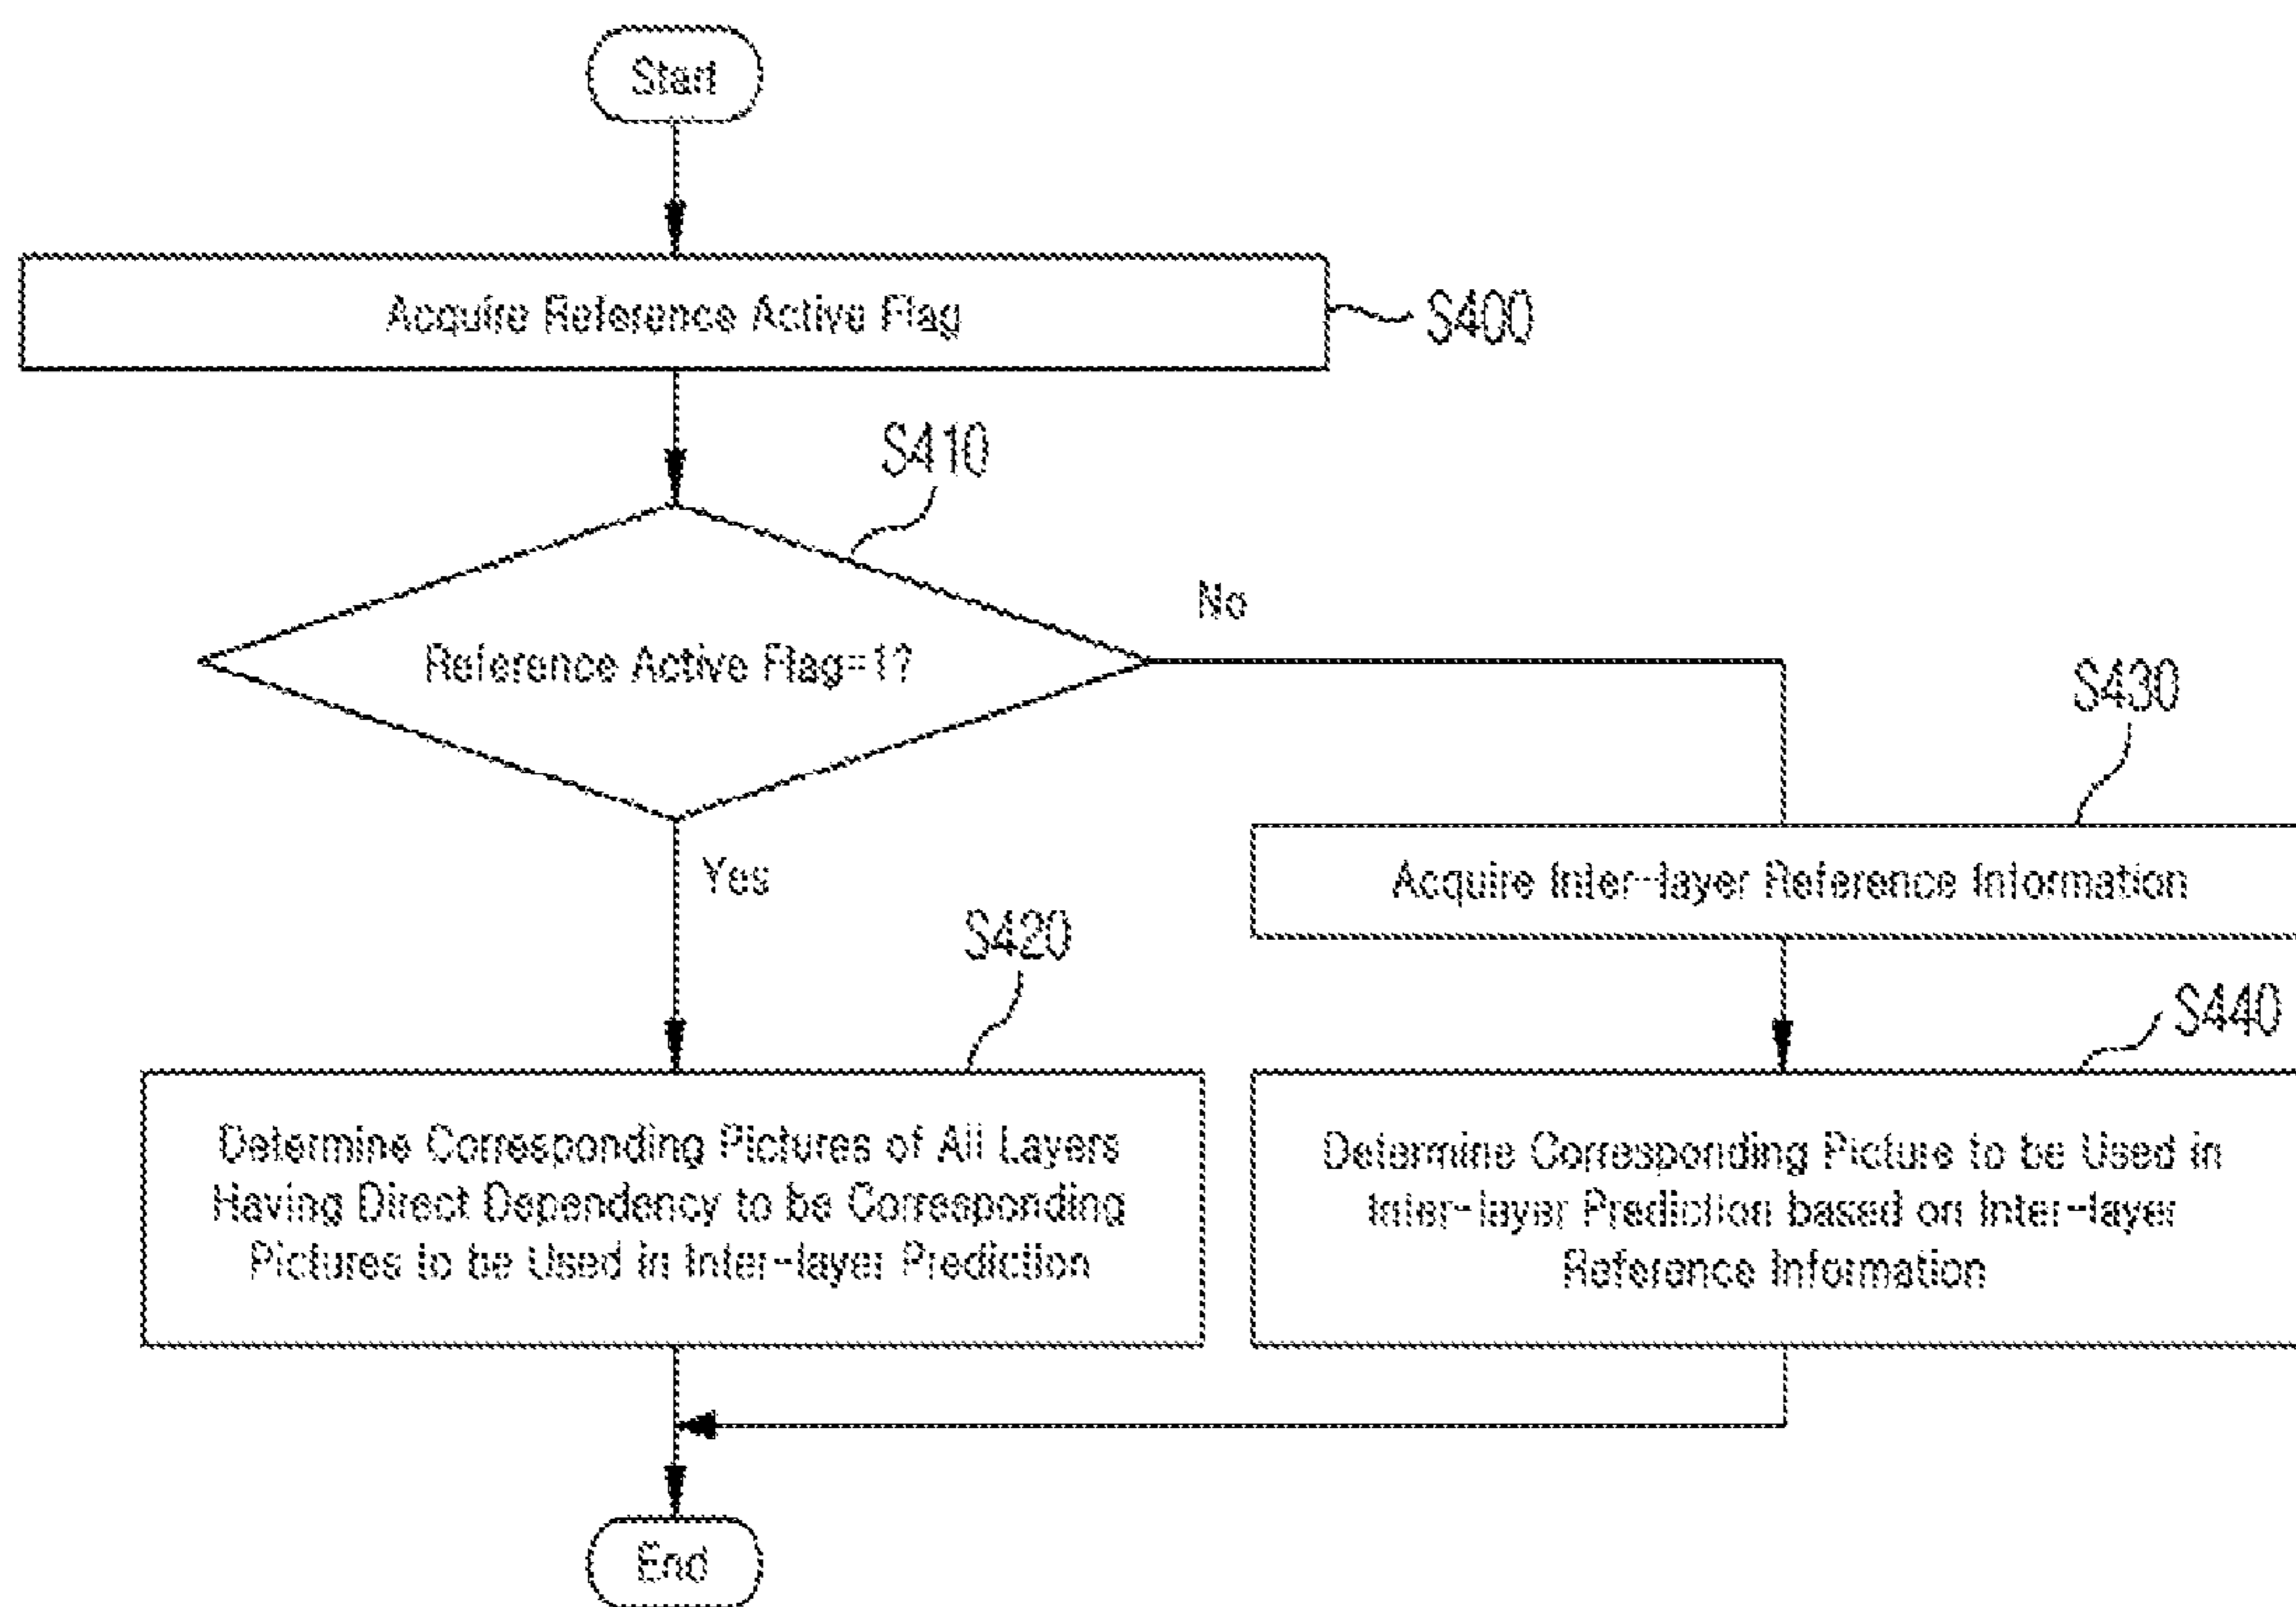 Start
Acquire Reference Active Flag
S400
S410
Reference Active Flag=1?
No
Yes
S430
Acquire Inter-layer Reference Information
S420
S440
Determine Corresponding Pictures of All Layers
Having Direct Dependency to be Corresponding
Pictures to be Used in Inter-layer Prediction
Determine Corresponding Picture to be Used in
Inter-layer Prediction based on Inter-layer
Reference Information
End